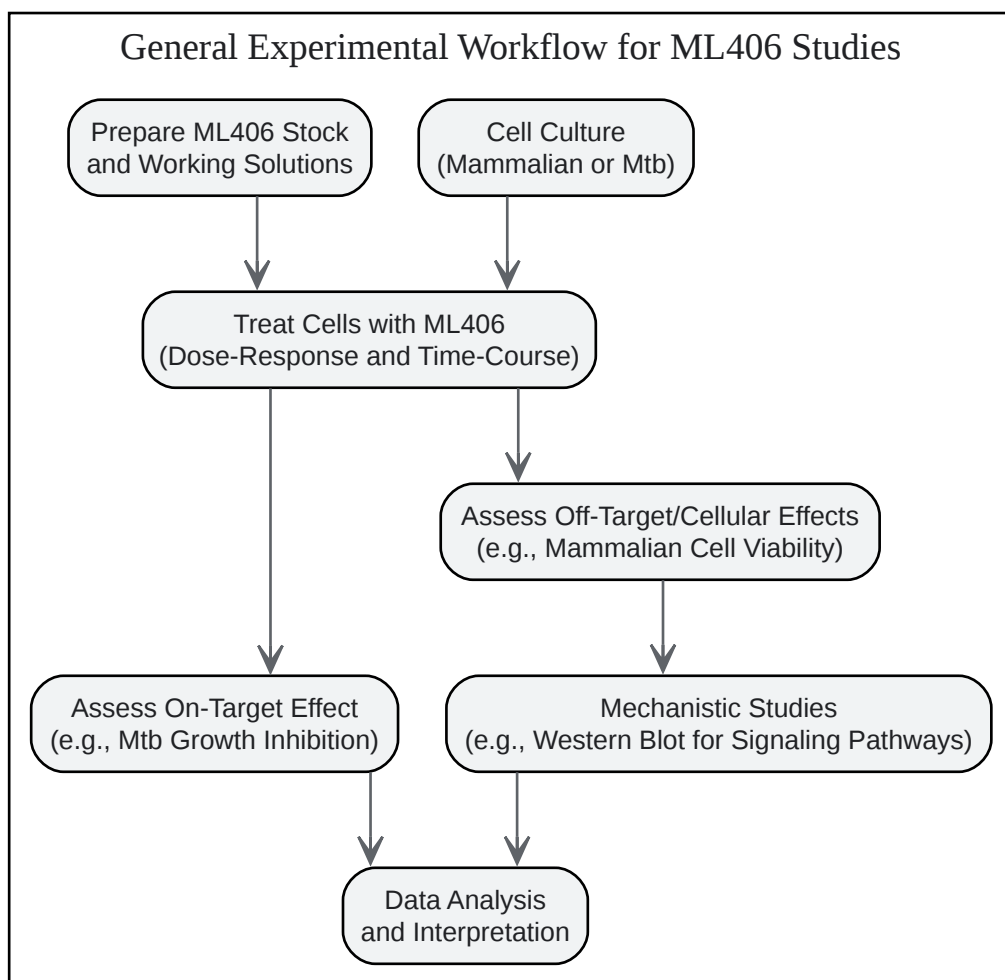 General Experimental Workflow for ML406 Studies
Prepare ML406 Stock
and Working Solutions
Cell Culture
(Mammalian or Mtb)
Treat Cells with ML406
(Dose-Response and Time-Course)
Assess Off-Target/Cellular Effects
(e.g., Mammalian Cell Viability)
Assess On-Target Effect
(e.g., Mtb Growth Inhibition)
Mechanistic Studies
(e.g., Western Blot for Signaling Pathways)
Data Analysis
and Interpretation